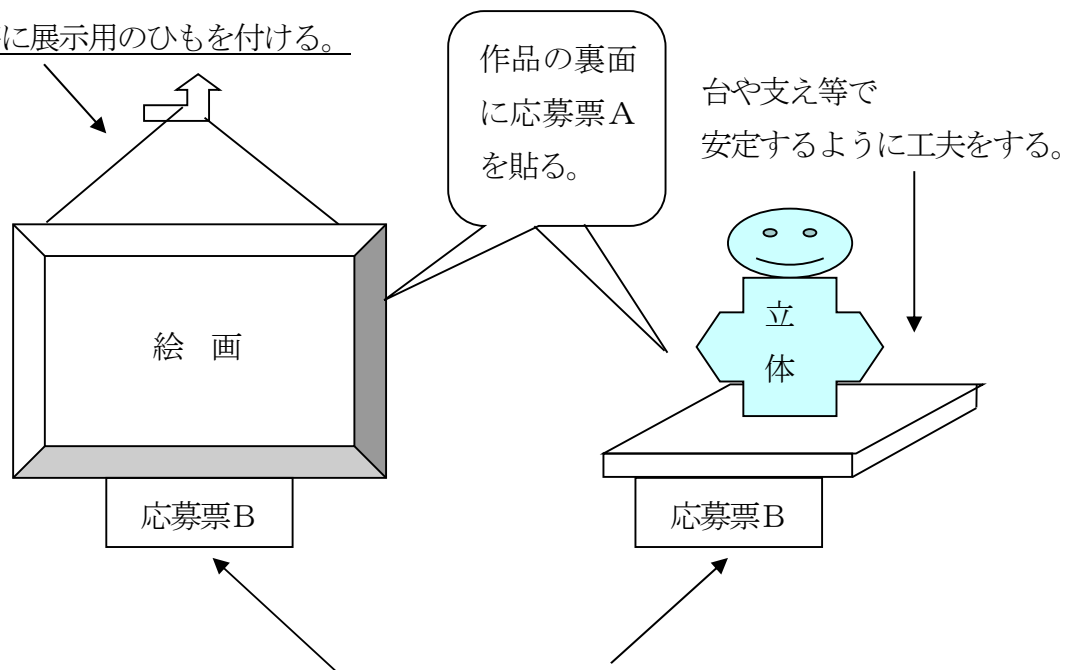 に展示用のひもを付ける。
作品の裏面
に応募票A
を貼る。
台や支え等で
安定するように工夫をする。
絵 画
立
体
応募票B
応募票B